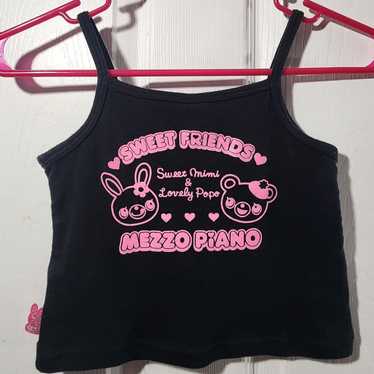 SWEET FRIENDS
Sweet Mimi
&
Lovely Popo
MEZZO PiANO